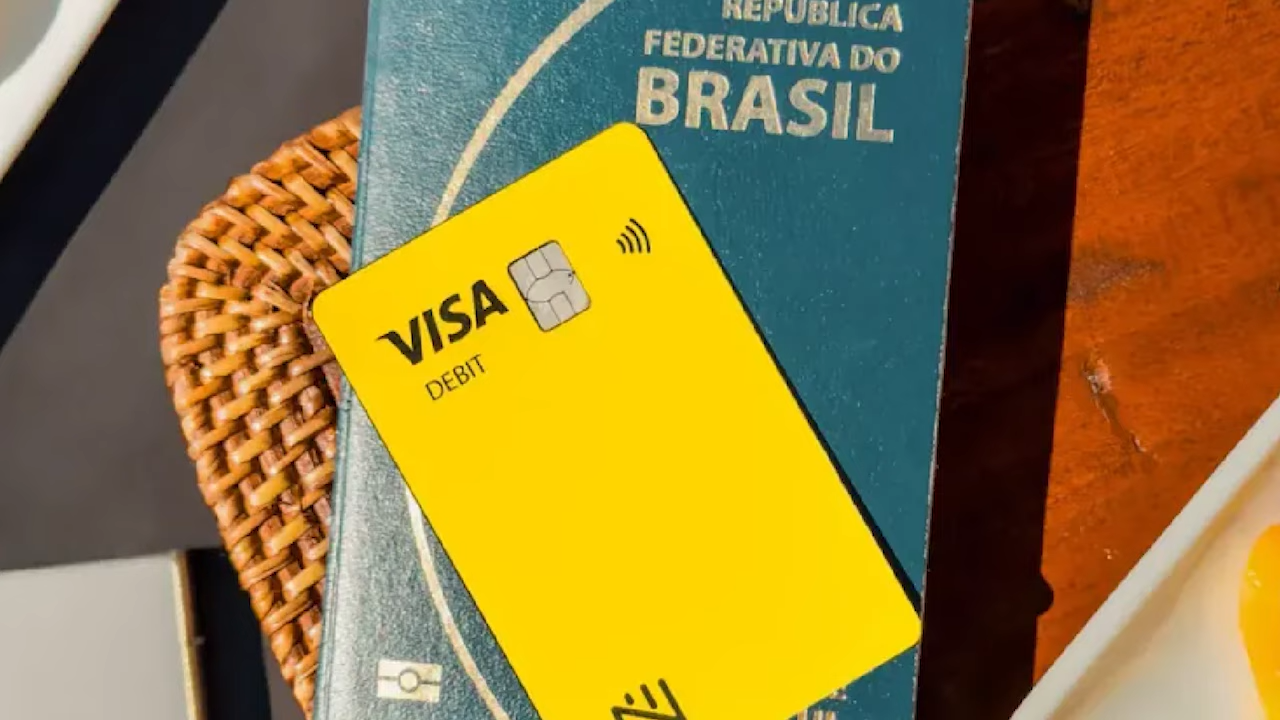 REPÚBLICA
FEDERATIVA DO
BRASIL
VISA
DEBIT